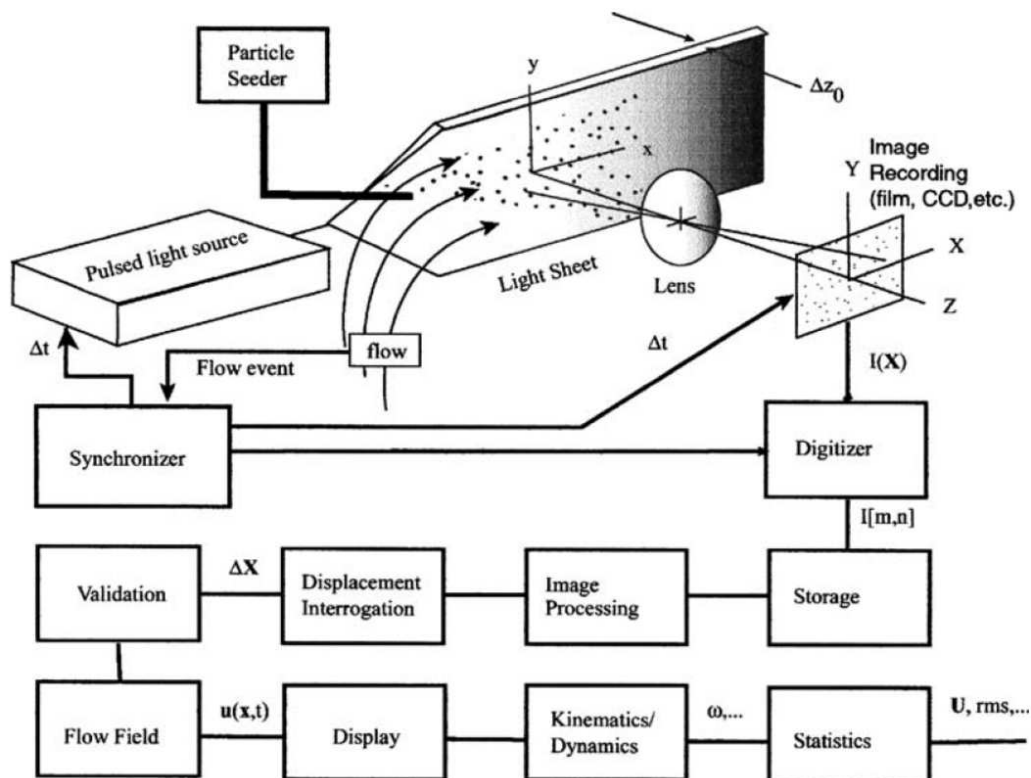 Particle
Seeder
y
x
Δz₀
Image
Recording
(film, CCD,etc.)
Y
X
Z
Pulsed light source
Light Sheet
Lens
Δt
flow
Flow event
Δt
I(X)
Synchronizer
Digitizer
I[m,n]
Validation
ΔX
Displacement
Interrogation
Image
Processing
Storage
Flow Field
u(x,t)
Display
Kinematics/
Dynamics
ω,...
Statistics
U, rms,...